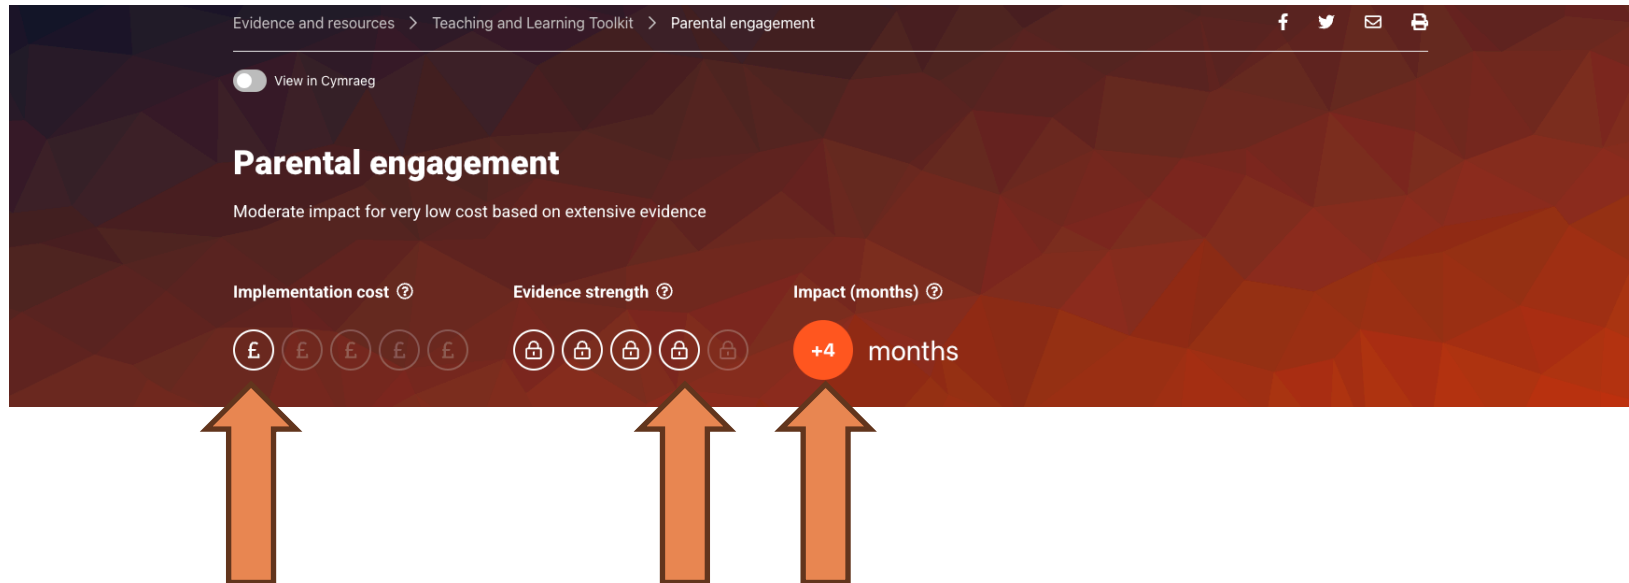 Evidence and resources > Teaching and Learning Toolkit > Parental engagement
View in Cymraeg
Parental engagement
Moderate impact for very low cost based on extensive evidence
Implementation cost Evidence strength Impact (months)
£ £ £ £ £ +4 months